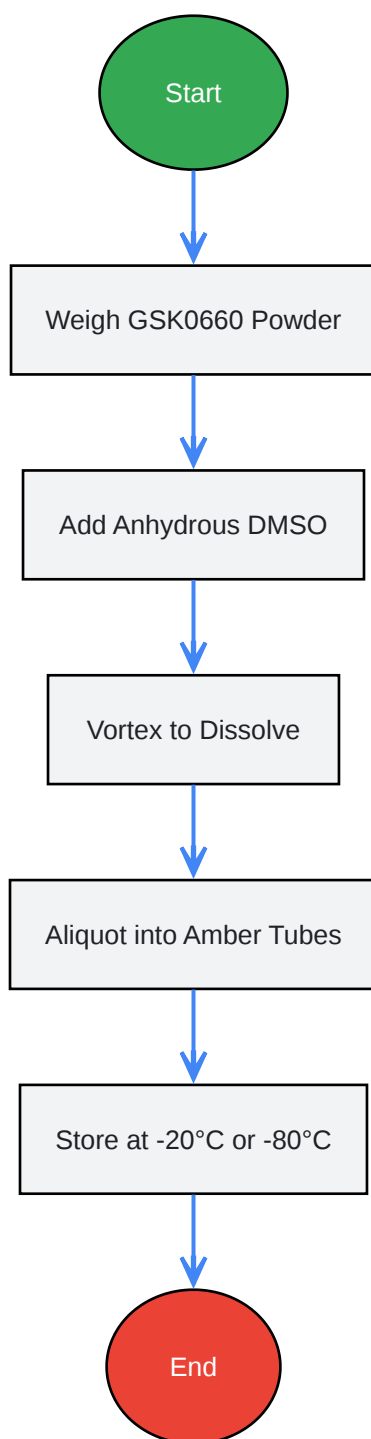 Start
Weigh GSK0660 Powder
Add Anhydrous DMSO
Vortex to Dissolve
Aliquot into Amber Tubes
Store at -20°C or -80°C
End